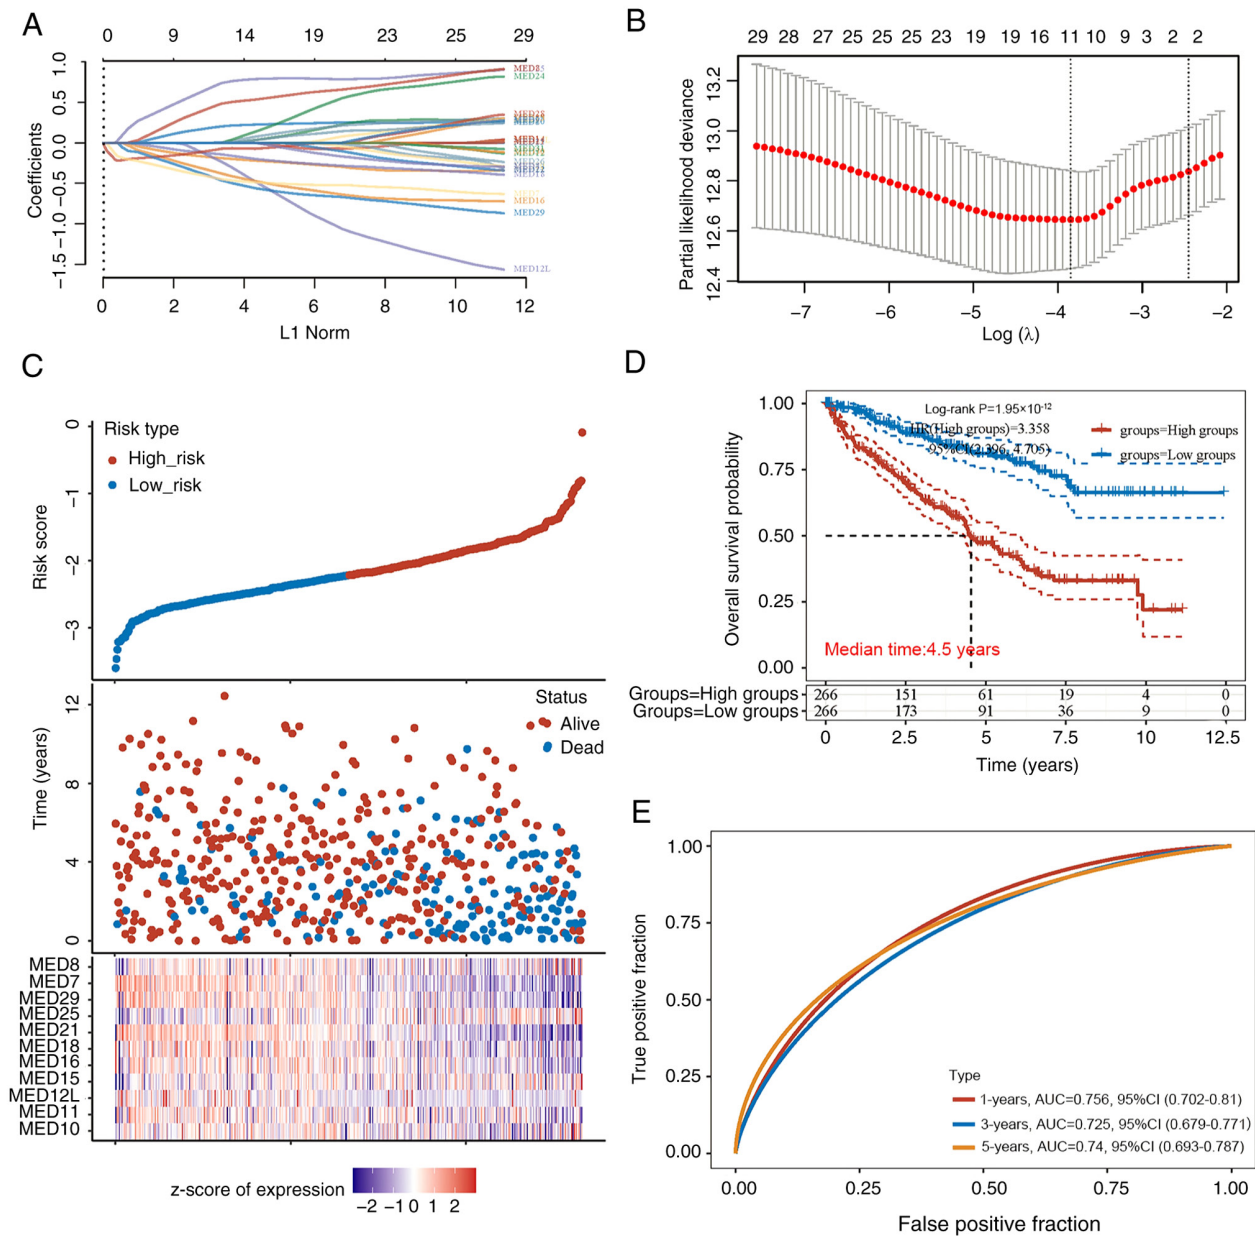 A
0 9 14 19 23 25 29
1.0
0.5
0.0
−0.5
−1.0
−1.5
Coefficients
MED24
MED16
MED29
MED12L
0 2 4 6 8 10 12
L1 Norm
B
29 28 27 25 25 25 23 19 19 16 11 10 9 3 2 2
13.2
13.0
12.8
12.6
12.4
Partial likelihood deviance
−7 −6 −5 −4 −3 −2
Log (λ)
C
Risk type
High_risk
Low_risk
0
−1
−2
−3
Risk score
Status
Alive
Dead
12
8
4
0
Time (years)
MED8
MED7
MED29
MED25
MED21
MED18
MED16
MED15
MED12L
MED11
MED10
z-score of expression
−2 −1 0 1 2
D
Log-rank P=1.95×10-12
HR(High groups)=3.358
95%CI(2.396, 4.705)
groups=High groups
groups=Low groups
1.00
0.75
0.50
0.25
0.00
Overall survival probability
Median time:4.5 years
Groups=High groups 266 151 61 19 4 0
Groups=Low groups 266 173 91 36 9 0
0 2.5 5 7.5 10 12.5
Time (years)
E
1.00
0.75
0.50
0.25
0.00
True positive fraction
Type
1-years, AUC=0.756, 95%CI (0.702-0.81)
3-years, AUC=0.725, 95%CI (0.679-0.771)
5-years, AUC=0.74, 95%CI (0.693-0.787)
0.00 0.25 0.50 0.75 1.00
False positive fraction